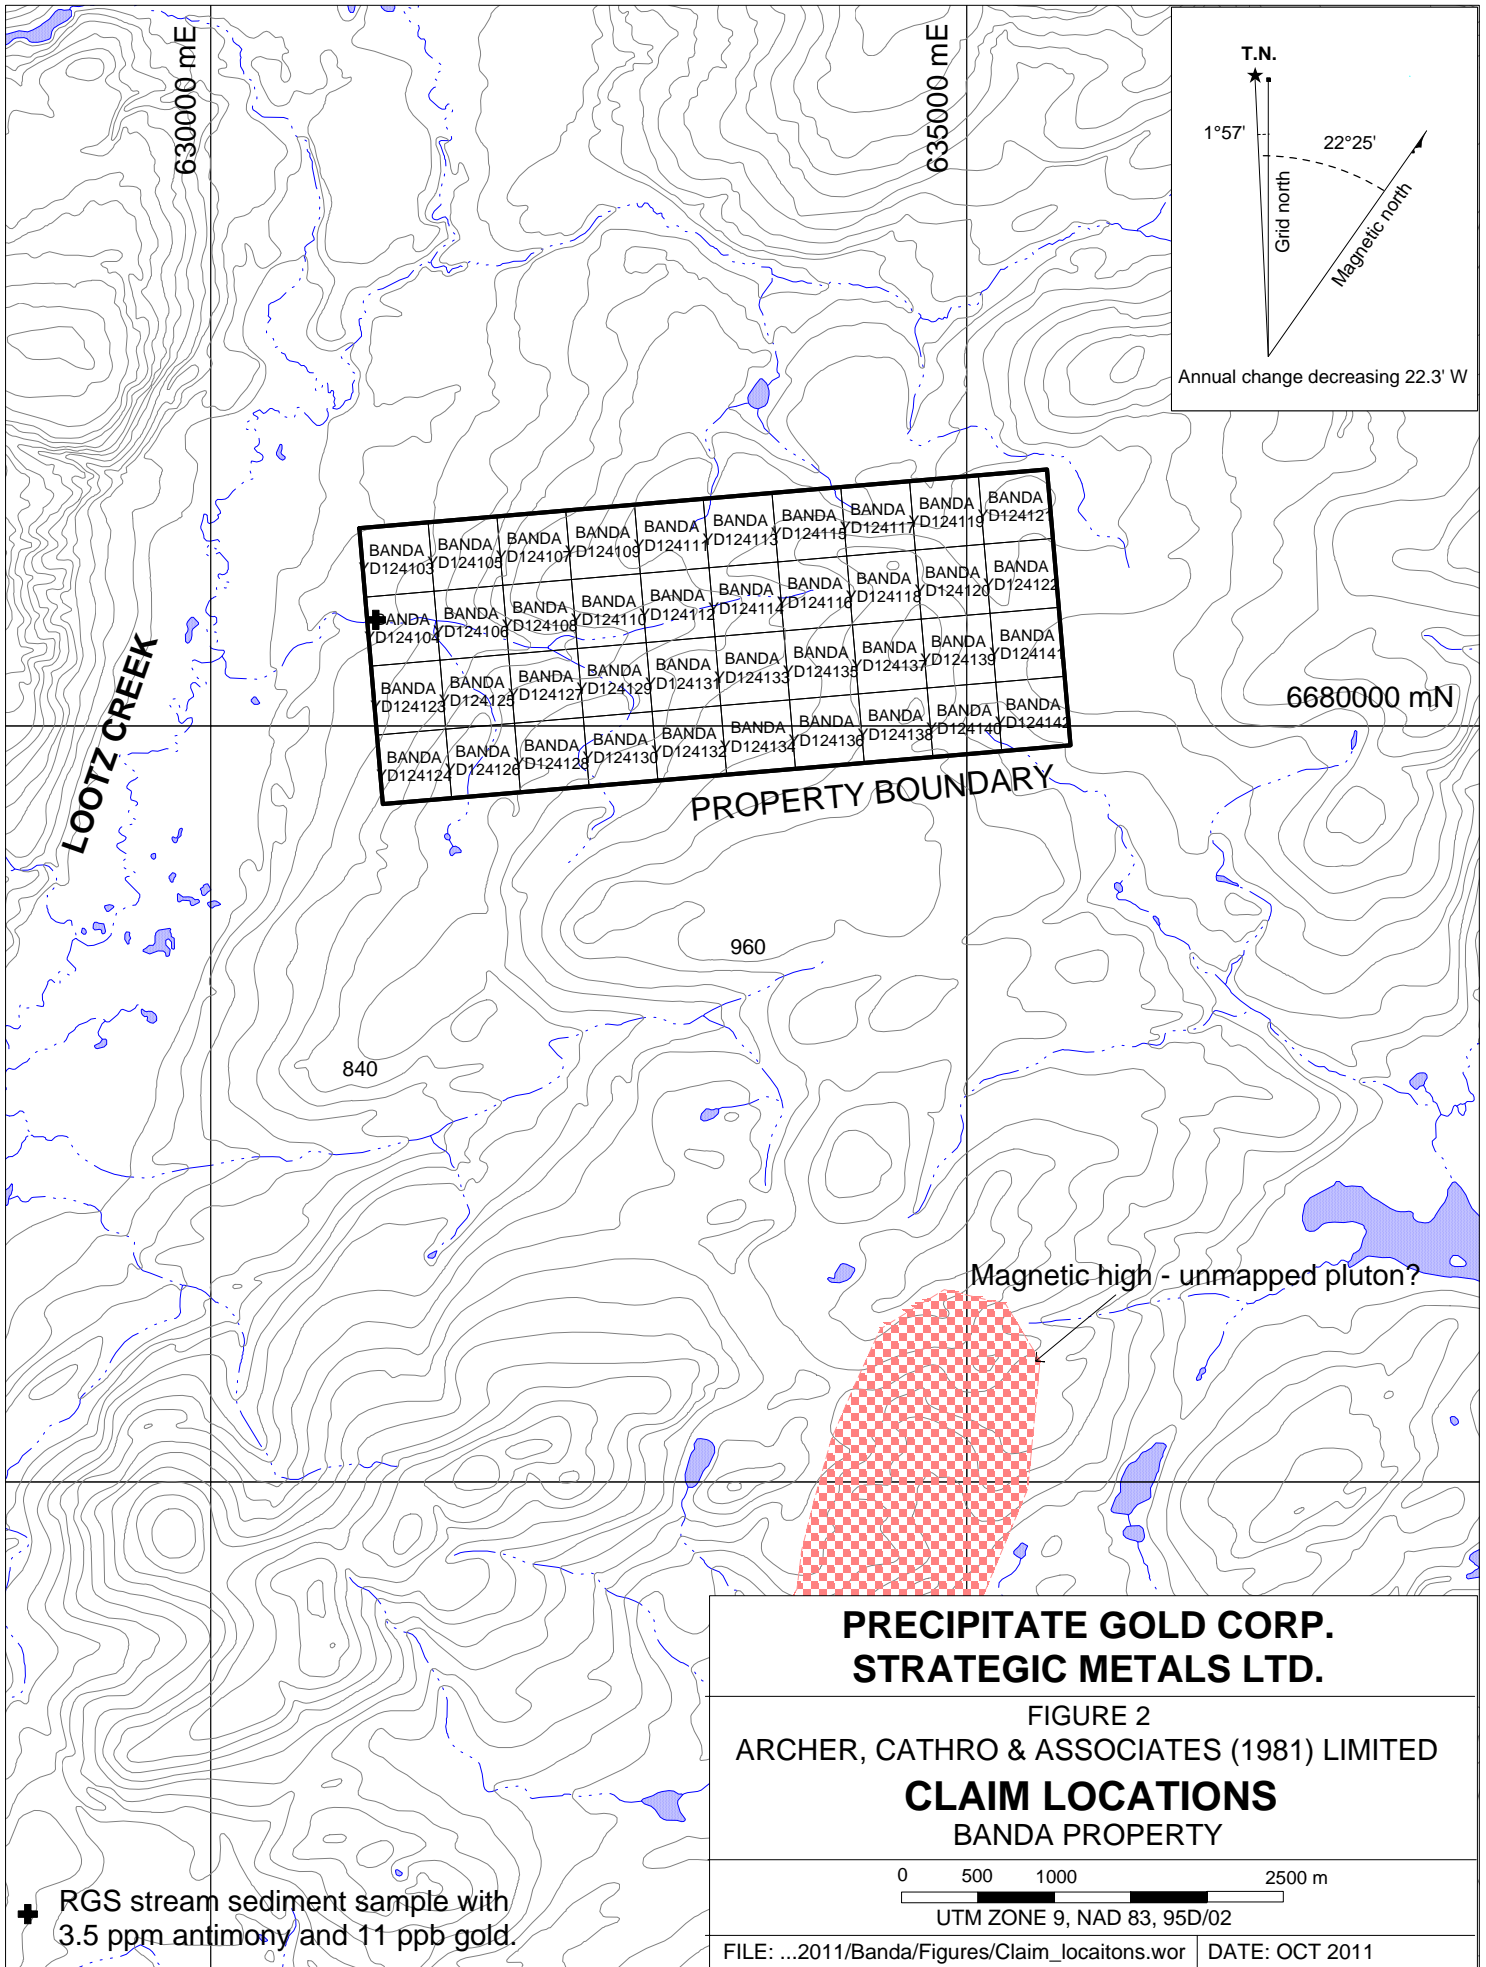 630000 mE
635000 mE
T.N.
1°57'
22°25'
Grid north
Magnetic north
Annual change decreasing 22.3' W
BANDA
YD124103
BANDA
YD124105
BANDA
YD124107
BANDA
YD124109
BANDA
YD124111
BANDA
YD124113
BANDA
YD124115
BANDA
YD124117
BANDA
YD124119
BANDA
YD124121
BANDA
YD124104
BANDA
YD124106
BANDA
YD124108
BANDA
YD124110
BANDA
YD124112
BANDA
YD124114
BANDA
YD124116
BANDA
YD124118
BANDA
YD124120
BANDA
YD124122
BANDA
YD124123
BANDA
YD124125
BANDA
YD124127
BANDA
YD124129
BANDA
YD124131
BANDA
YD124133
BANDA
YD124135
BANDA
YD124137
BANDA
YD124139
BANDA
YD124141
BANDA
YD124124
BANDA
YD124126
BANDA
YD124128
BANDA
YD124130
BANDA
YD124132
BANDA
YD124134
BANDA
YD124136
BANDA
YD124138
BANDA
YD124140
BANDA
YD124142
LOOTZ CREEK
6680000 mN
PROPERTY BOUNDARY
960
840
Magnetic high - unmapped pluton?
PRECIPITATE GOLD CORP.
STRATEGIC METALS LTD.
FIGURE 2
ARCHER, CATHRO & ASSOCIATES (1981) LIMITED
CLAIM LOCATIONS
BANDA PROPERTY
0 500 1000 2500 m
UTM ZONE 9, NAD 83, 95D/02
FILE: ...2011/Banda/Figures/Claim_locaitons.wor
DATE: OCT 2011
RGS stream sediment sample with
3.5 ppm antimony and 11 ppb gold.